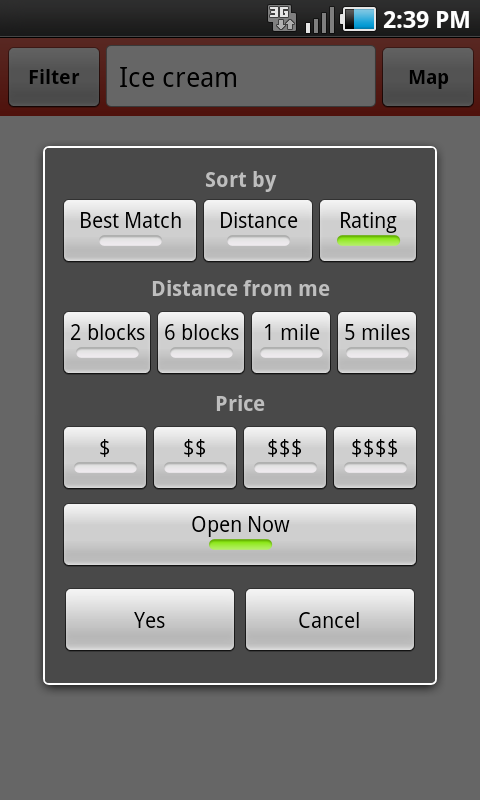 3G 2:39 PM
Filter Ice cream Map
Sort by
Best Match Distance Rating
Distance from me
2 blocks 6 blocks 1 mile 5 miles
Price
$ $$ $$$ $$$$
Open Now
Yes Cancel